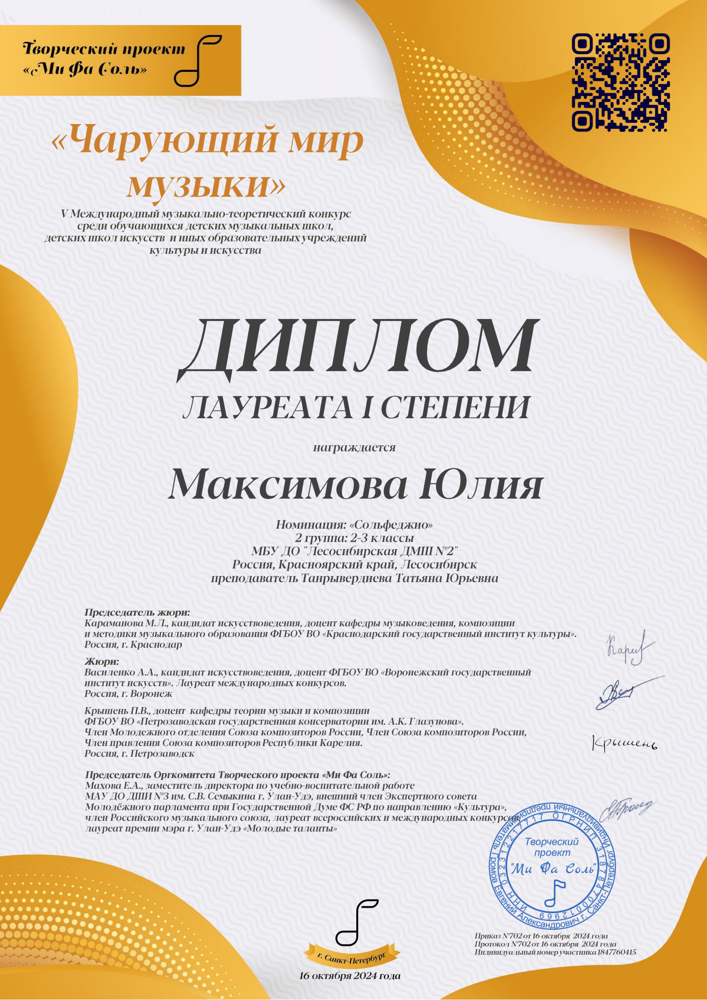 Творческий проект
«Ми Фа Соль»
«Чарующий мир
музыки»
V Международный музыкально-теоретический конкурс
среди обучающихся детских музыкальных школ,
детских школ искусств и иных образовательных учреждений
культуры и искусства
ДИПЛОМ
ЛАУРЕАТА I СТЕПЕНИ
награждается
Максимова Юлия
Номинация: «Сольфеджио»
2 группа: 2-3 классы
МБУ ДО "Лесосибирская ДМШ №2"
Россия, Красноярский край, Лесосибирск
преподаватель Танрывердиева Татьяна Юрьевна
Председатель жюри:
Караманова М.Л., кандидат искусствоведения, доцент кафедры музыковедения, композиции
и методики музыкального образования ФГБОУ ВО «Краснодарский государственный институт культуры».
Россия, г. Краснодар
Жюри:
Василенко А.А., кандидат искусствоведения, доцент ФГБОУ ВО «Воронежский государственный
институт искусств». Лауреат международных конкурсов.
Россия, г. Воронеж
Крышень П.В., доцент кафедры теории музыки и композиции
ФГБОУ ВО «Петрозаводская государственная консерватории им. А.К. Глазунова».
Член Молодежного отделения Союза композиторов России, Член Союза композиторов России,
Член правления Союза композиторов Республики Карелия.
Россия, г. Петрозаводск
Крышень
Председатель Оргкомитета Творческого проекта «Ми Фа Соль»:
Махова Е.А., заместитель директора по учебно-воспитательной работе
МАУ ДО ДШИ №3 им. С.В. Семыкина г. Улан-Удэ, внешний член Экспертного совета
Молодёжного парламента при Государственной Думе ФС РФ по направлению «Культура»,
член Российского музыкального союза, лауреат всероссийских и международных конкурсов,
лауреат премии мэра г. Улан-Удэ «Молодые таланты»
Индивидуальный предприниматель Громов Евгений Александрович г. Санкт-Петербург
ИНН 032312217717 ОГРНИП 318784700012969
Творческий
проект
"Ми Фа Соль"
Приказ №702 от 16 октября 2024 года
Протокол №702 от 16 октября 2024 года
Индивидуальный номер участника 1847760415
г. Санкт-Петербург
16 октября 2024 года